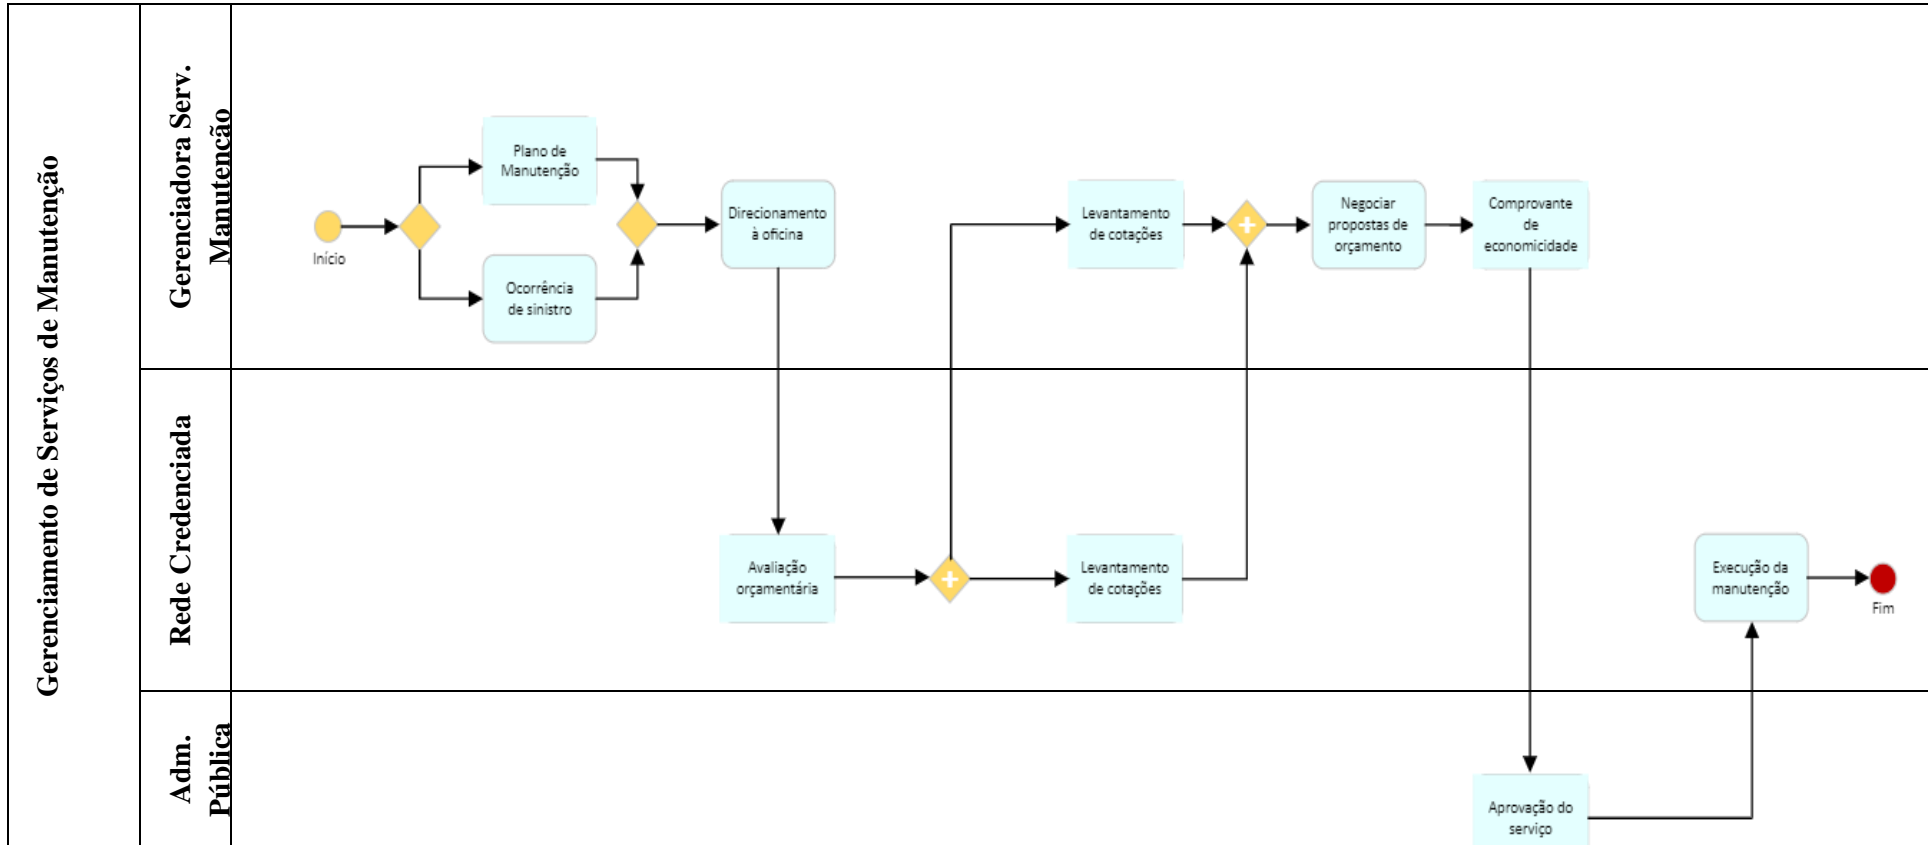 Gerenciamento de Serviços de Manutenção
Gerenciadora Serv.
Manutenção
Início
Plano de
Manutenção
Ocorrência
de sinistro
Direcionamento
à oficina
Levantamento
de cotações
Negociar
propostas de
orçamento
Comprovante
de
economicidade
Rede Credenciada
Avaliação
orçamentária
Levantamento
de cotações
Execução da
manutenção
Fim
Adm.
Pública
Aprovação do
serviço